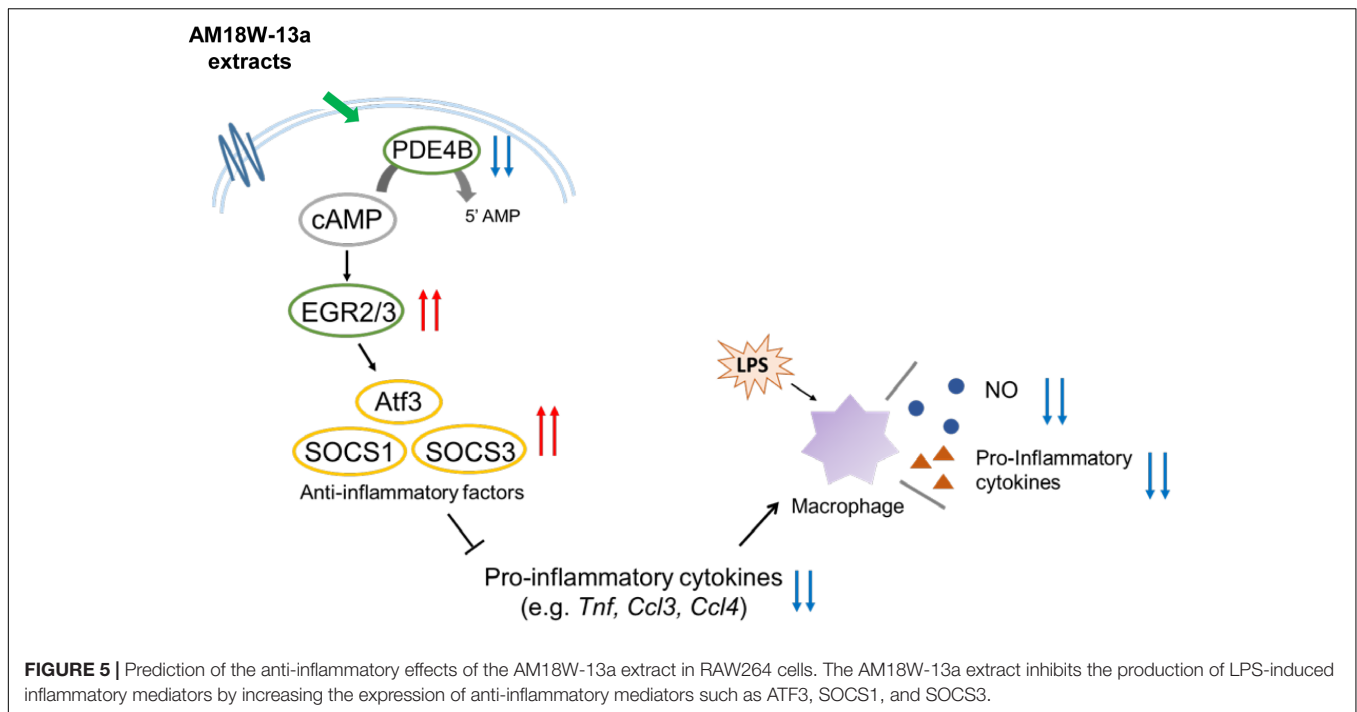 AM18W-13a
extracts
PDE4B
cAMP
5' AMP
EGR2/3
Atf3
SOCS1
SOCS3
Anti-inflammatory factors
Pro-inflammatory cytokines
(e.g. Tnf, Ccl3, Ccl4)
LPS
Macrophage
NO
Pro-Inflammatory
cytokines
FIGURE 5 | Prediction of the anti-inflammatory effects of the AM18W-13a extract in RAW264 cells. The AM18W-13a extract inhibits the production of LPS-induced
inflammatory mediators by increasing the expression of anti-inflammatory mediators such as ATF3, SOCS1, and SOCS3.